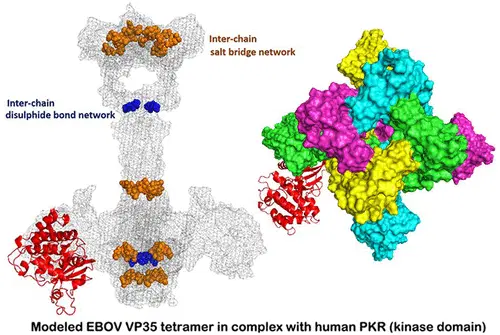 Inter-chain
salt bridge network
Inter-chain
disulphide bond network
Modeled EBOV VP35 tetramer in complex with human PKR (kinase domain)